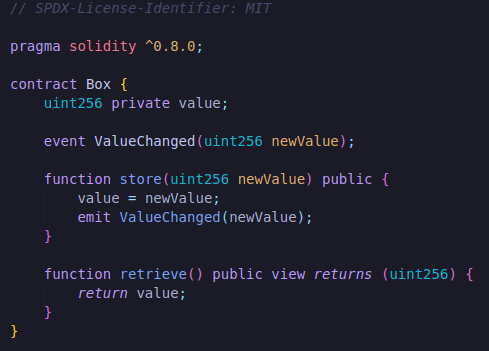 // SPDX-License-Identifier: MIT
pragma solidity ^0.8.0;
contract Box {
    uint256 private value;
    event ValueChanged(uint256 newValue);
    function store(uint256 newValue) public {
        value = newValue;
        emit ValueChanged(newValue);
    }
    function retrieve() public view returns (uint256) {
        return value;
    }
}